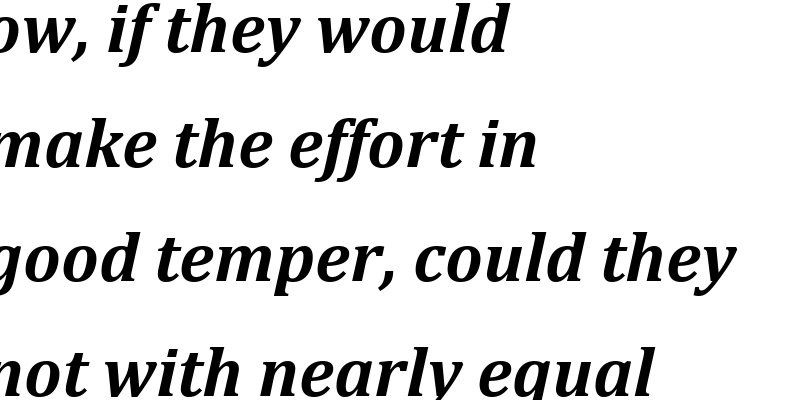 ow, if they would
make the effort in
good temper, could they
not with nearly equal